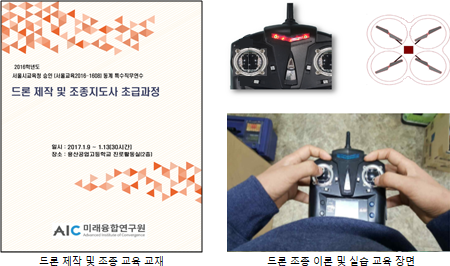 2016학년도
서울시교육청 승인 (서울교육2016-1608) 동계 특수직무연수
드론 제작 및 조종지도사 초급과정
일시 : 2017.1.9 ~ 1.13(30시간)
장소 : 용산공업고등학교 진로활동실(2층)
AIC 미래융합연구원
Advanced Institute of Convergence
드론 제작 및 조종 교육 교재
드론 조종 이론 및 실습 교육 장면